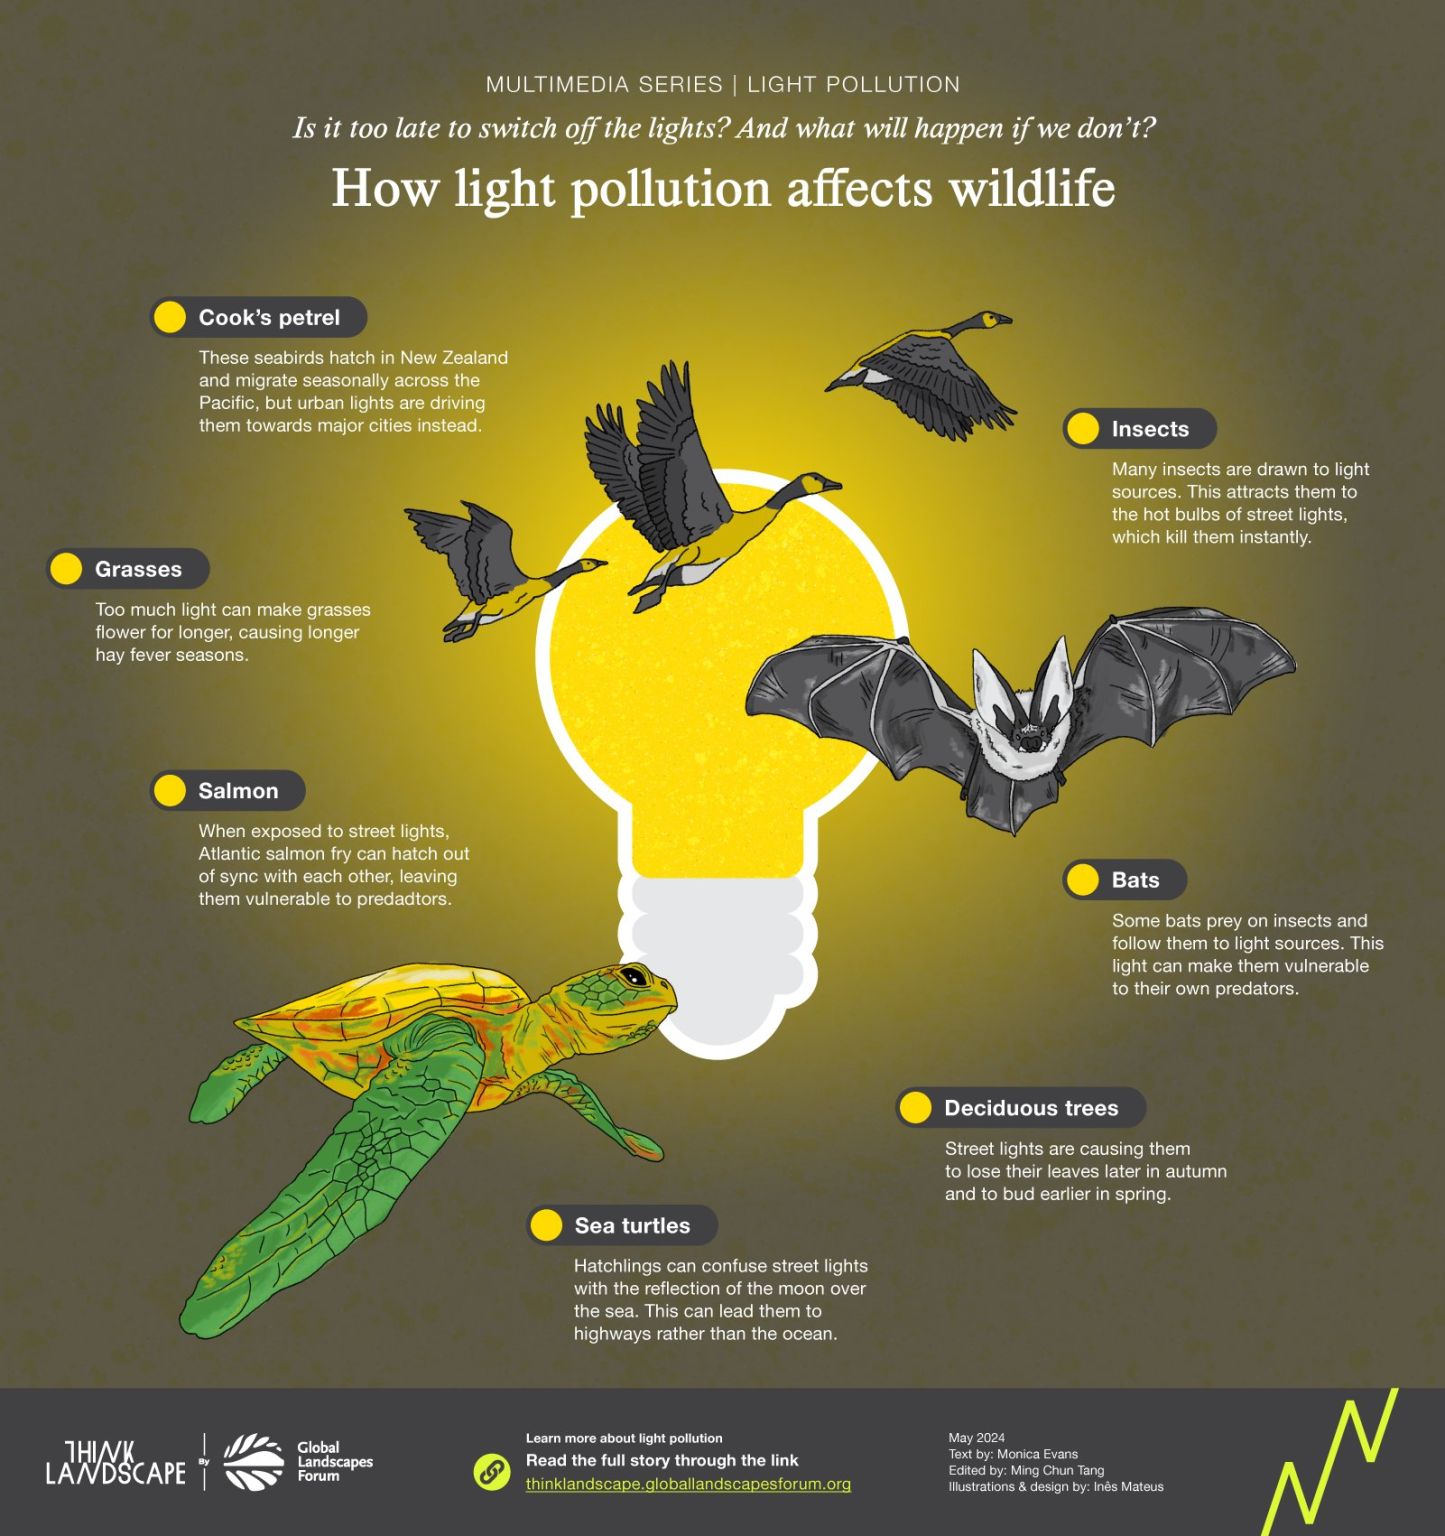 MULTIMEDIA SERIES | LIGHT POLLUTION
Is it too late to switch off the lights? And what will happen if we don't?
How light pollution affects wildlife
Cook's petrel
These seabirds hatch in New Zealand
and migrate seasonally across the
Pacific, but urban lights are driving
them towards major cities instead.
Insects
Many insects are drawn to light
sources. This attracts them to
the hot bulbs of street lights,
which kill them instantly.
Grasses
Too much light can make grasses
flower for longer, causing longer
hay fever seasons.
Salmon
When exposed to street lights,
Atlantic salmon fry can hatch out
of sync with each other, leaving
them vulnerable to predadtors.
Bats
Some bats prey on insects and
follow them to light sources. This
light can make them vulnerable
to their own predators.
Deciduous trees
Street lights are causing them
to lose their leaves later in autumn
and to bud earlier in spring.
Sea turtles
Hatchlings can confuse street lights
with the reflection of the moon over
the sea. This can lead them to
highways rather than the ocean.
THINK
LANDSCAPE
By
Global
Landscapes
Forum
Learn more about light pollution
Read the full story through the link
thinklandscape.globallandscapesforum.org
May 2024
Text by: Monica Evans
Edited by: Ming Chun Tang
Illustrations & design by: Inês Mateus